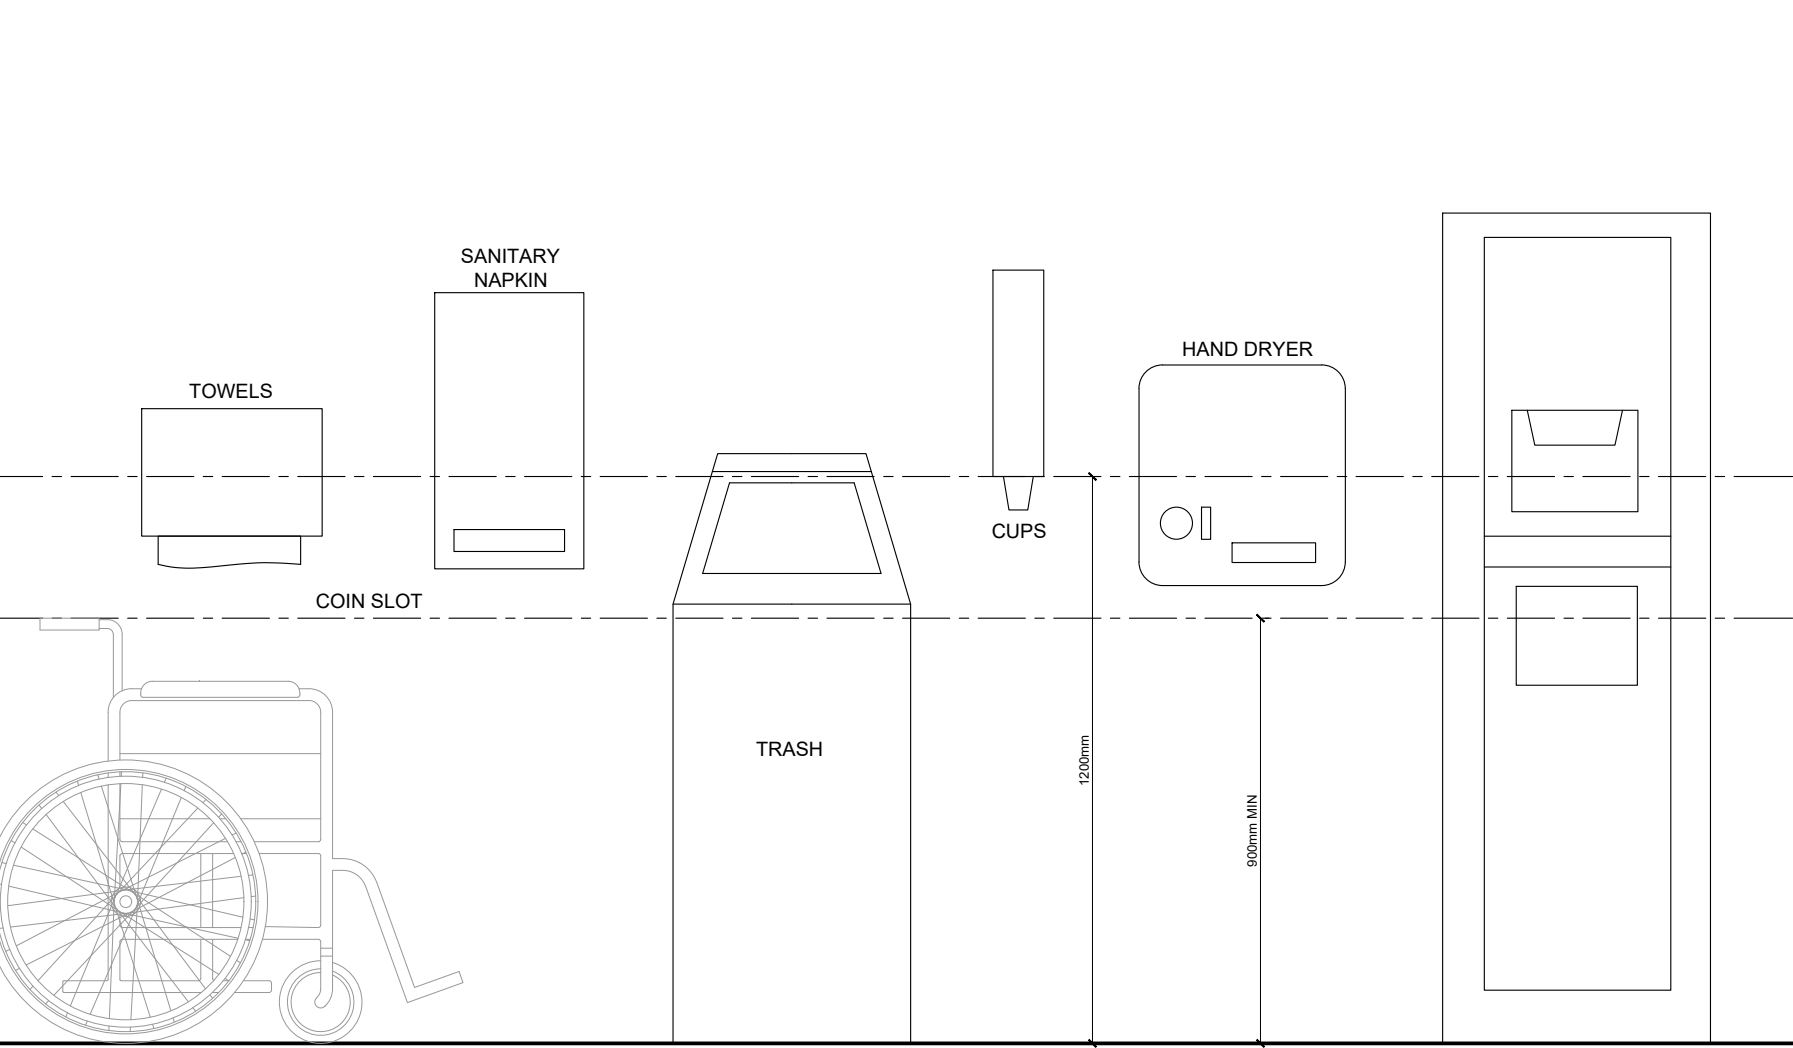 SANITARY
NAPKIN
HAND DRYER
TOWELS
CUPS
COIN SLOT
TRASH
1200mm
900mm MIN